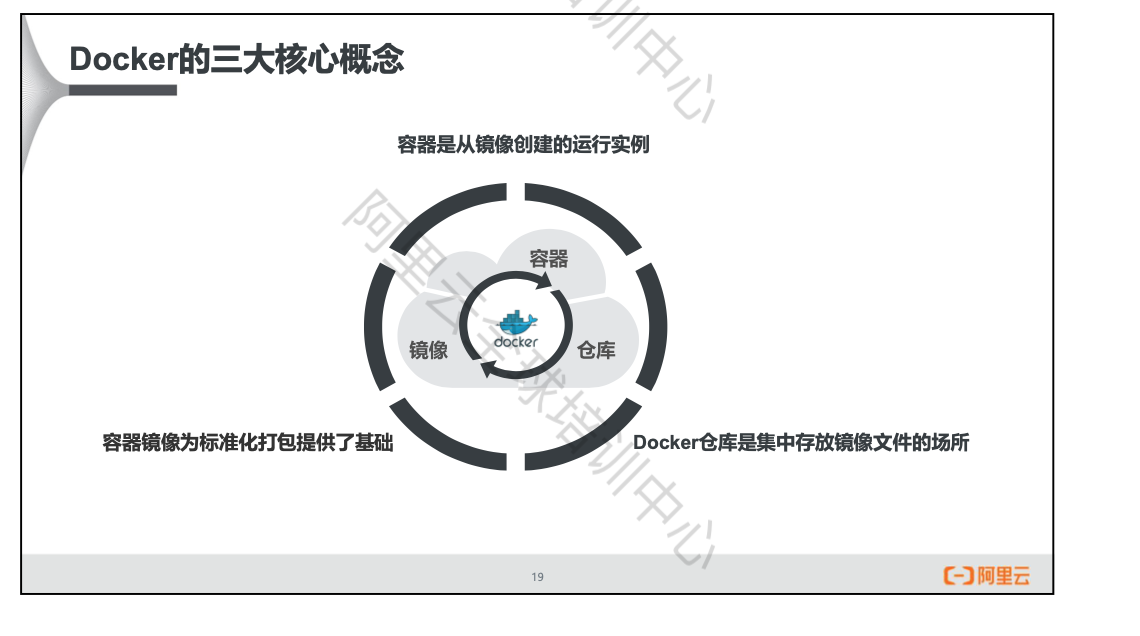 Docker的三大核心概念
容器是从镜像创建的运行实例
容器
docker
镜像
仓库
容器镜像为标准化打包提供了基础
Docker仓库是集中存放镜像文件的场所
阿里云全球培训中心
培训中心
19
阿里云